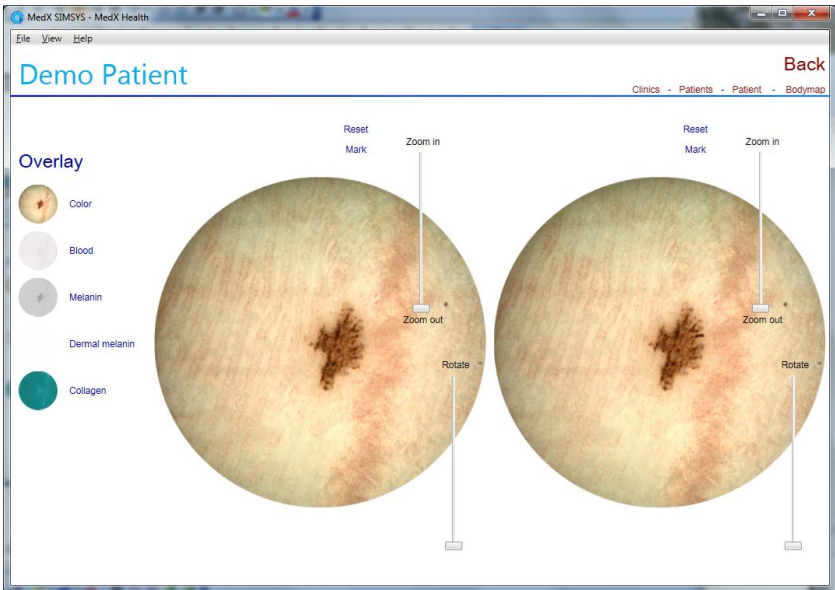 MedX SIMSYS - MedX Health
File View Help
Demo Patient
Back
Clinics - Patients - Patient - Bodymap
Overlay
Color
Blood
Melanin
Dermal melanin
Collagen
Reset
Mark
Zoom in
Zoom out
Rotate
Reset
Mark
Zoom in
Zoom out
Rotate